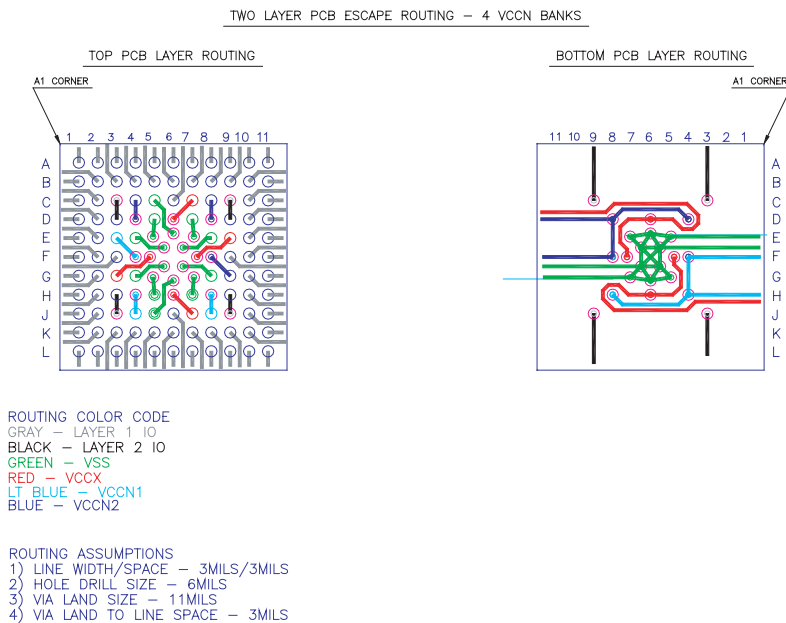 TWO LAYER PCB ESCAPE ROUTING – 4 VCCN BANKS
TOP PCB LAYER ROUTING
BOTTOM PCB LAYER ROUTING
A1 CORNER
A1 CORNER
1 2 3 4 5 6 7 8 9 10 11
11 10 9 8 7 6 5 4 3 2 1
A
B
C
D
E
F
G
H
J
K
L
A
B
C
D
E
F
G
H
J
K
L
ROUTING COLOR CODE
GRAY – LAYER 1 IO
BLACK – LAYER 2 IO
GREEN – VSS
RED – VCCX
LT BLUE – VCCN1
BLUE – VCCN2
ROUTING ASSUMPTIONS
1) LINE WIDTH/SPACE – 3MILS/3MILS
2) HOLE DRILL SIZE – 6MILS
3) VIA LAND SIZE – 11MILS
4) VIA LAND TO LINE SPACE – 3MILS